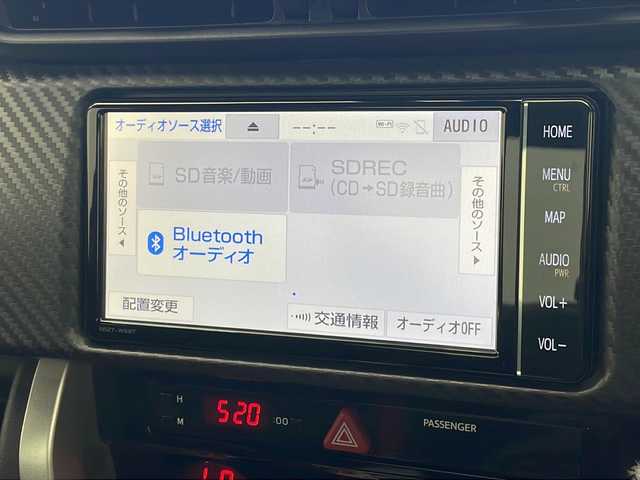 オーディオソース選択
--:--
Wi-Fi
AUDIO
その他のソース
SD音楽/動画
SDREC
(CD→SD録音曲)
その他のソース
Bluetooth
オーディオ
配置変更
交通情報
オーディオOFF
HOME
MENU
CTRL
MAP
AUDIO
PWR
VOL+
VOL-
H
M
520
:00
PASSENGER